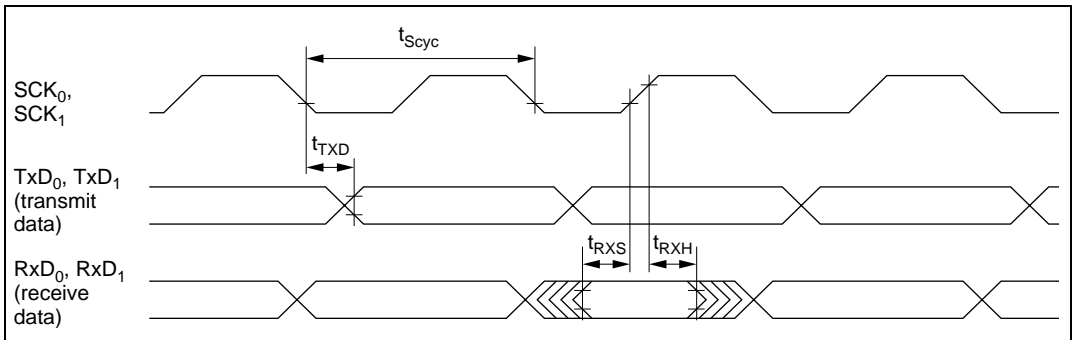 tScyc
SCK0,
SCK1
tTXD
TxD0, TxD1
(transmit
data)
tRXS
tRXH
RxD0, RxD1
(receive
data)